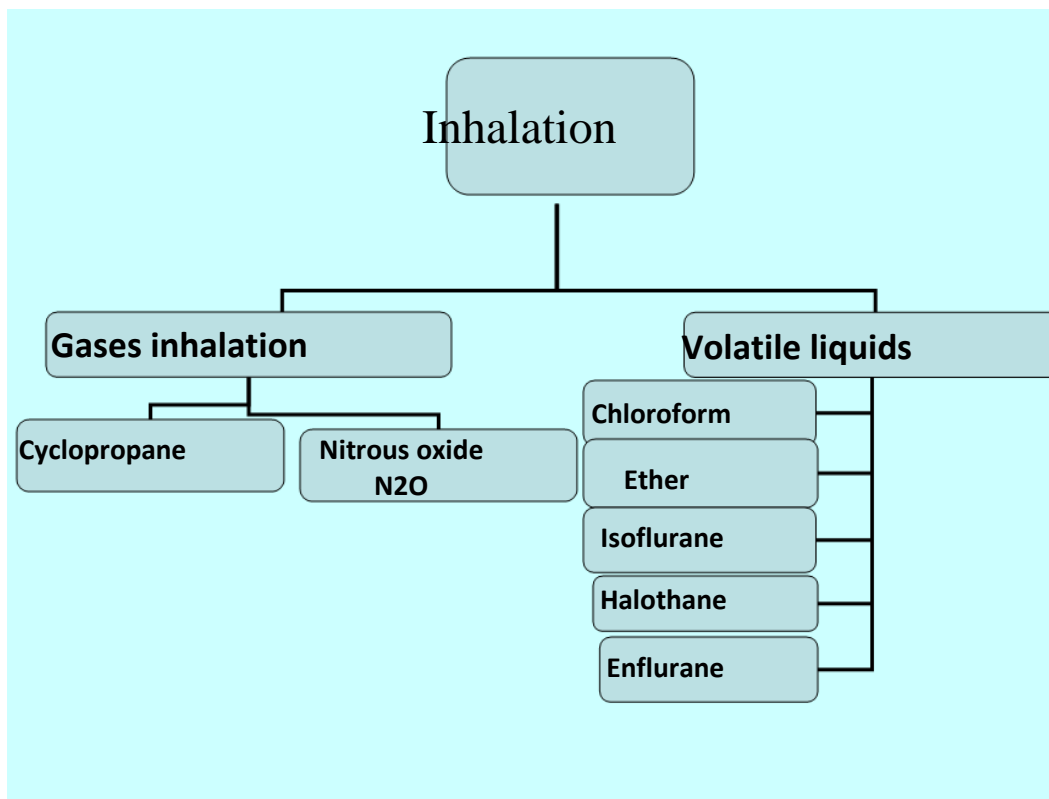 Inhalation
Gases inhalation
Volatile liquids
Cyclopropane
Nitrous oxide
N2O
Chloroform
Ether
Isoflurane
Halothane
Enflurane